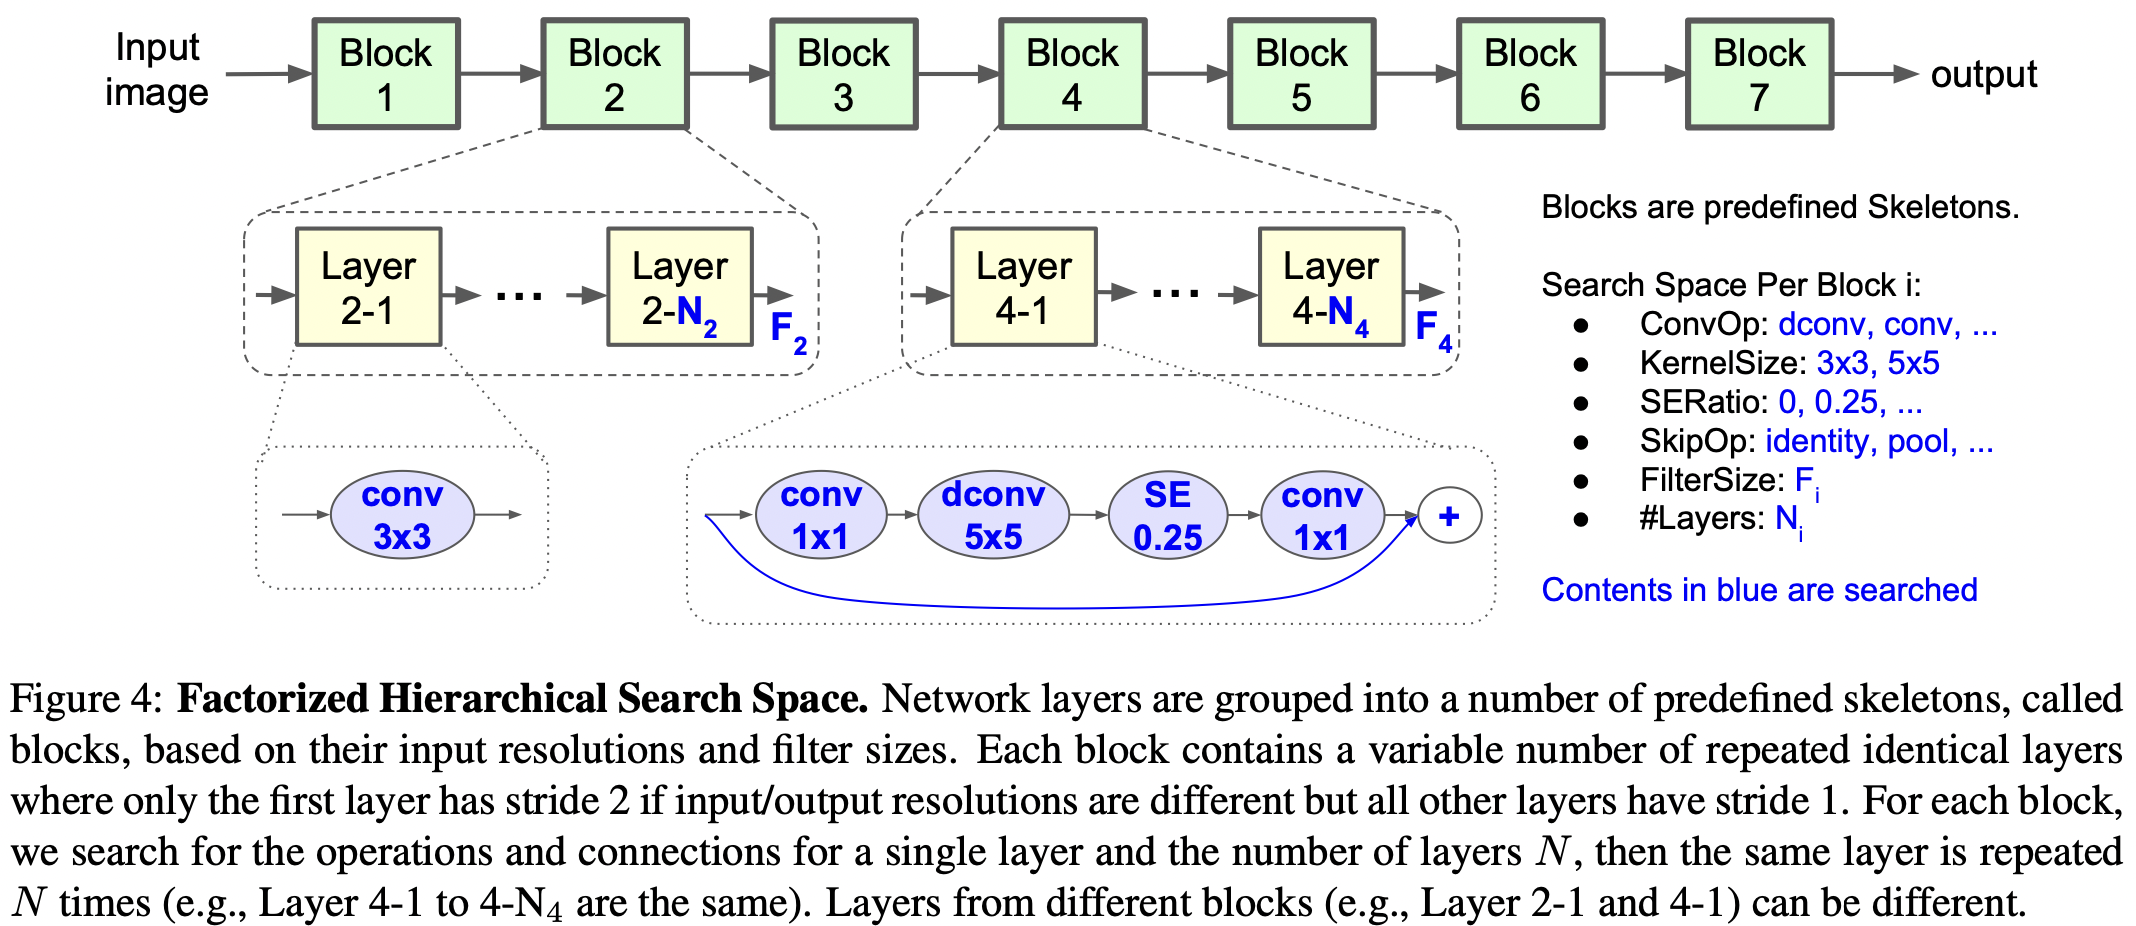 Input
image
Block
1
Block
2
Block
3
Block
4
Block
5
Block
6
Block
7
output
Layer
2-1
...
Layer
2-N2
F2
Layer
4-1
...
Layer
4-N4
F4
conv
3x3
conv
1x1
dconv
5x5
SE
0.25
conv
1x1
+
Blocks are predefined Skeletons.
Search Space Per Block i:
● ConvOp: dconv, conv, ...
● KernelSize: 3x3, 5x5
● SERatio: 0, 0.25, ...
● SkipOp: identity, pool, ...
● FilterSize: Fi
● #Layers: Ni
Contents in blue are searched
Figure 4: Factorized Hierarchical Search Space. Network layers are grouped into a number of predefined skeletons, called
blocks, based on their input resolutions and filter sizes. Each block contains a variable number of repeated identical layers
where only the first layer has stride 2 if input/output resolutions are different but all other layers have stride 1. For each block,
we search for the operations and connections for a single layer and the number of layers N, then the same layer is repeated
N times (e.g., Layer 4-1 to 4-N4 are the same). Layers from different blocks (e.g., Layer 2-1 and 4-1) can be different.